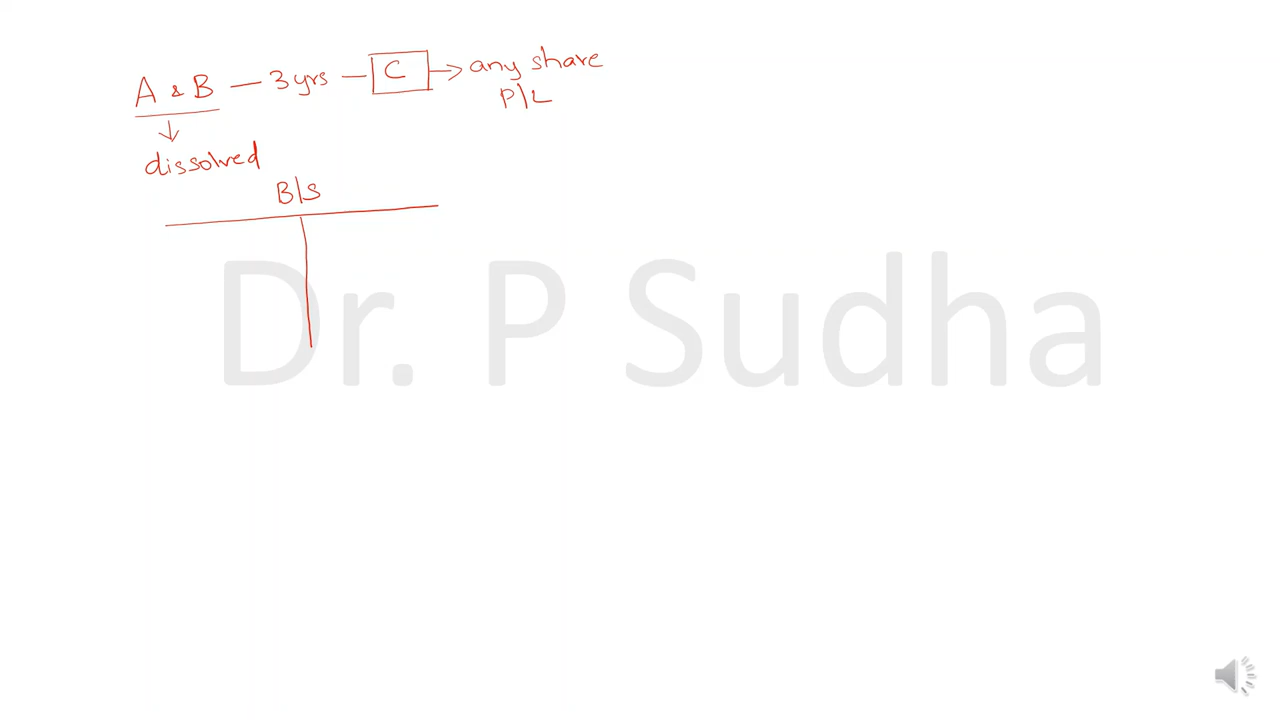 A & B — 3 yrs — C → any share
P/L
dissolved
B/S
Dr. P Sudha